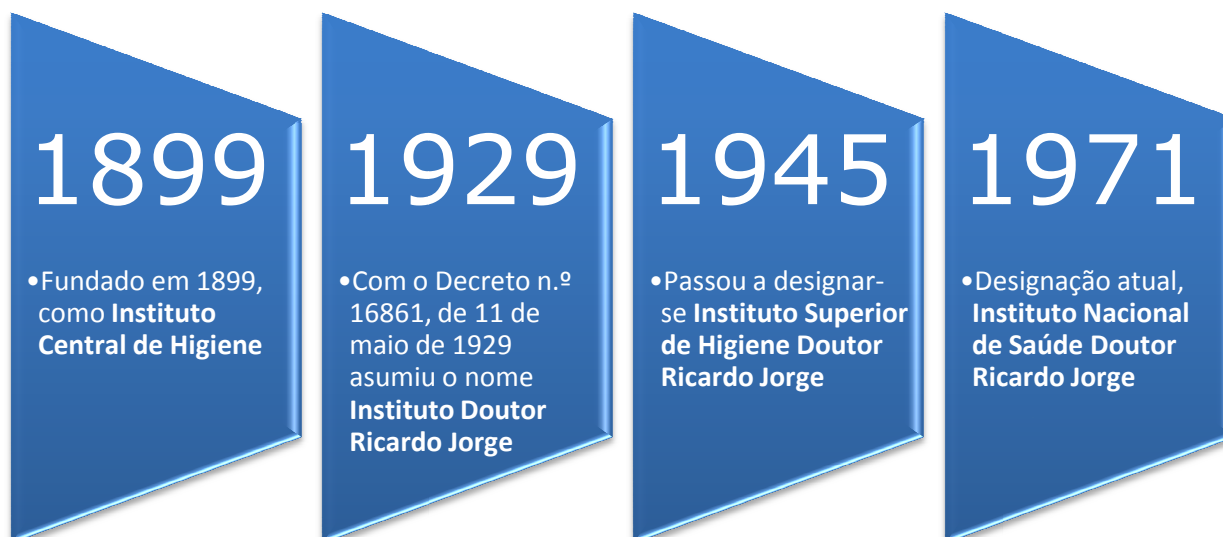 1899
•Fundado em 1899,
como Instituto
Central de Higiene
1929
•Com o Decreto n.º
16861, de 11 de
maio de 1929
asumiu o nome
Instituto Doutor
Ricardo Jorge
1945
•Passou a designar-
se Instituto Superior
de Higiene Doutor
Ricardo Jorge
1971
•Designação atual,
Instituto Nacional
de Saúde Doutor
Ricardo Jorge